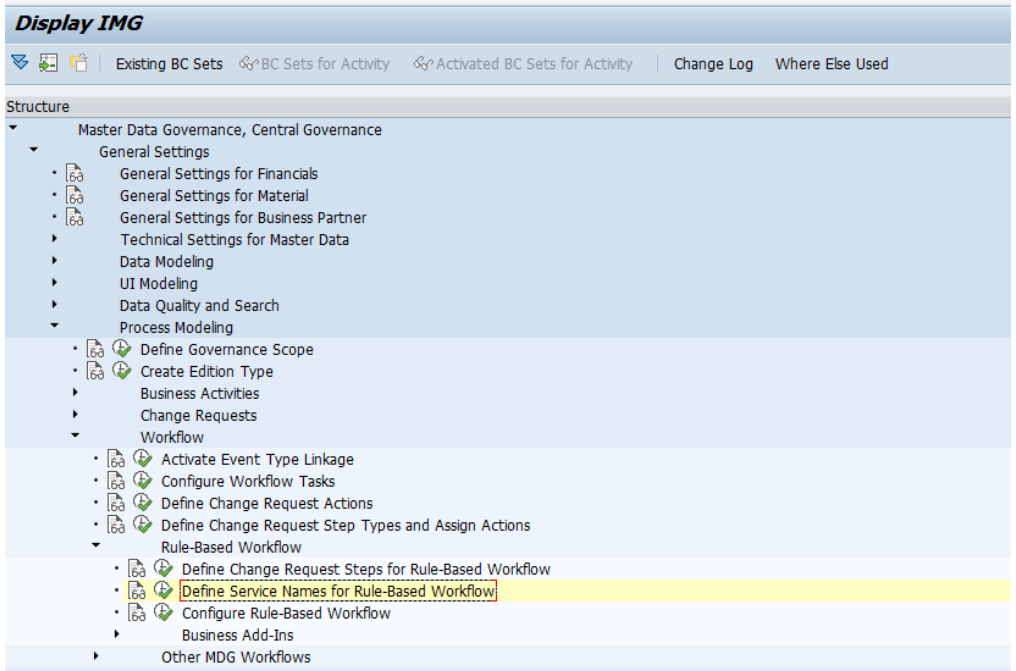 Display IMG
Existing BC Sets BC Sets for Activity Activated BC Sets for Activity Change Log Where Else Used
Structure
Master Data Governance, Central Governance
General Settings
General Settings for Financials
General Settings for Material
General Settings for Business Partner
Technical Settings for Master Data
Data Modeling
UI Modeling
Data Quality and Search
Process Modeling
Define Governance Scope
Create Edition Type
Business Activities
Change Requests
Workflow
Activate Event Type Linkage
Configure Workflow Tasks
Define Change Request Actions
Define Change Request Step Types and Assign Actions
Rule-Based Workflow
Define Change Request Steps for Rule-Based Workflow
Define Service Names for Rule-Based Workflow
Configure Rule-Based Workflow
Business Add-Ins
Other MDG Workflows